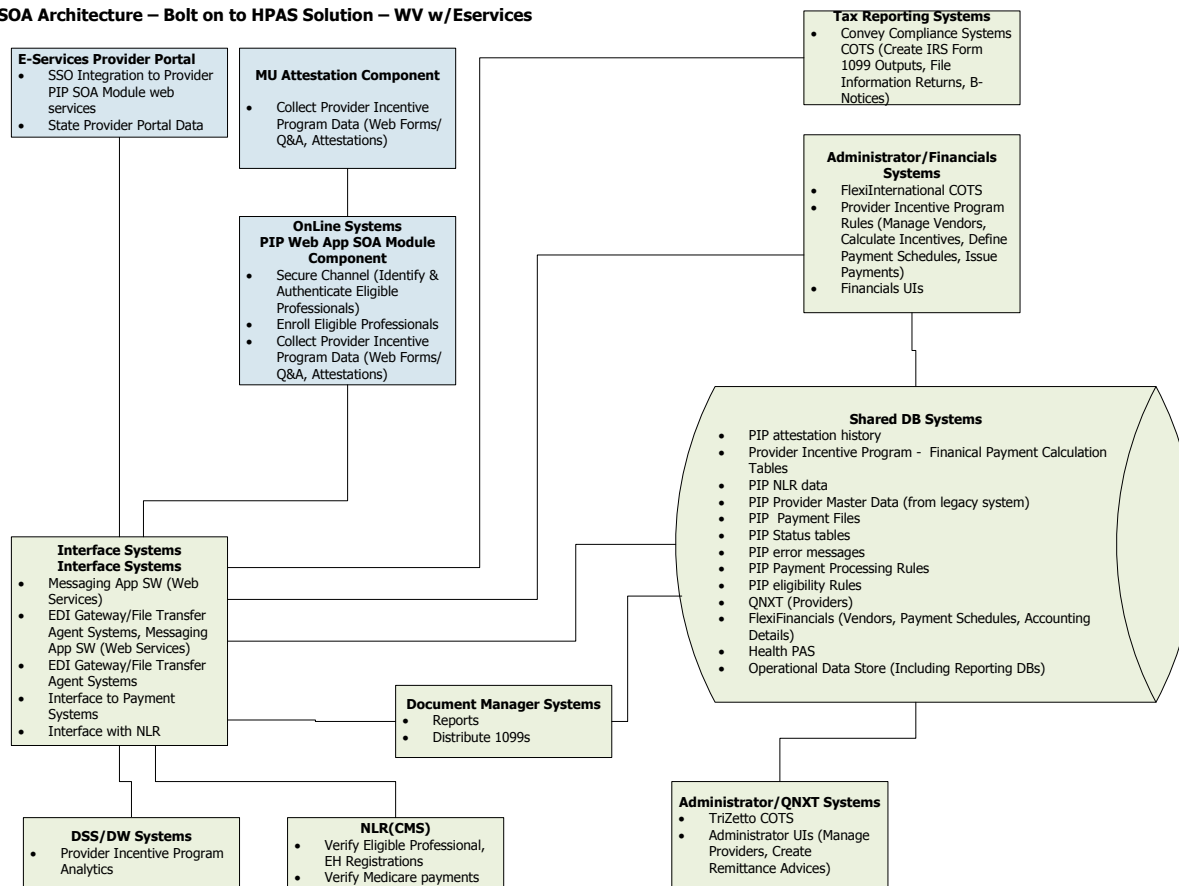 SOA Architecture – Bolt on to HPAS Solution – WV w/Eservices
E-Services Provider Portal
• SSO Integration to Provider
PIP SOA Module web
services
• State Provider Portal Data
MU Attestation Component
• Collect Provider Incentive
Program Data (Web Forms/
Q&A, Attestations)
Tax Reporting Systems
• Convey Compliance Systems
COTS (Create IRS Form
1099 Outputs, File
Information Returns, B-
Notices)
Administrator/Financials
Systems
• FlexiInternational COTS
• Provider Incentive Program
Rules (Manage Vendors,
Calculate Incentives, Define
Payment Schedules, Issue
Payments)
• Financials UIs
OnLine Systems
PIP Web App SOA Module
Component
• Secure Channel (Identify &
Authenticate Eligible
Professionals)
• Enroll Eligible Professionals
• Collect Provider Incentive
Program Data (Web Forms/
Q&A, Attestations)
Shared DB Systems
• PIP attestation history
• Provider Incentive Program - Finanical Payment Calculation
Tables
• PIP NLR data
• PIP Provider Master Data (from legacy system)
• PIP Payment Files
• PIP Status tables
• PIP error messages
• PIP Payment Processing Rules
• PIP eligibility Rules
• QNXT (Providers)
• FlexiFinancials (Vendors, Payment Schedules, Accounting
Details)
• Health PAS
• Operational Data Store (Including Reporting DBs)
Interface Systems
Interface Systems
• Messaging App SW (Web
Services)
• EDI Gateway/File Transfer
Agent Systems, Messaging
App SW (Web Services)
• EDI Gateway/File Transfer
Agent Systems
• Interface to Payment
Systems
• Interface with NLR
Document Manager Systems
• Reports
• Distribute 1099s
DSS/DW Systems
• Provider Incentive Program
Analytics
NLR(CMS)
• Verify Eligible Professional,
EH Registrations
• Verify Medicare payments
Administrator/QNXT Systems
• TriZetto COTS
• Administrator UIs (Manage
Providers, Create
Remittance Advices)